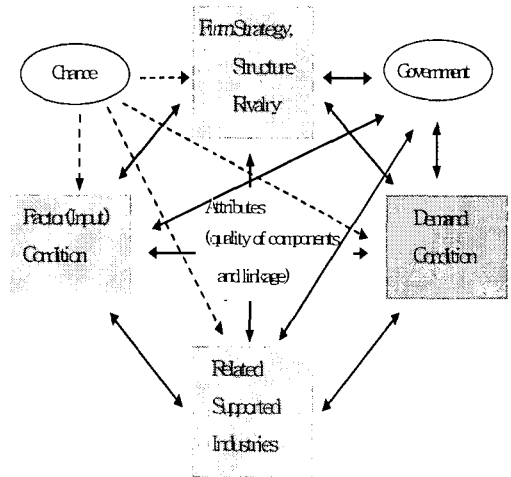 Firm Strategy,
Structure
Rivalry
Chance
Government
Factor(Input)
Condition
Attributes
(quality of components
and linkage)
Demand
Condition
Related
Supported
Industries